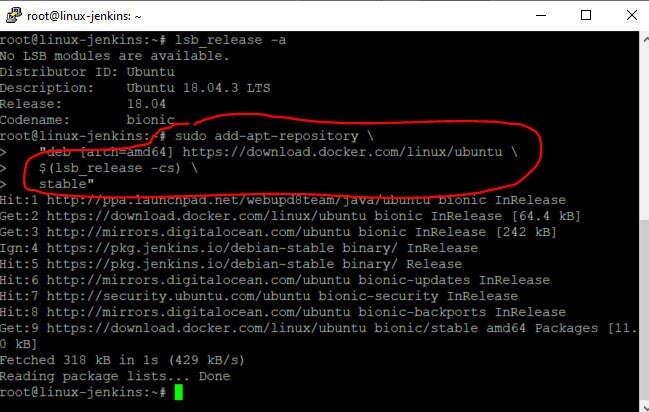 root@linux-jenkins: ~
root@linux-jenkins:~# lsb_release -a
No LSB modules are available.
Distributor ID: Ubuntu
Description:    Ubuntu 18.04.3 LTS
Release:        18.04
Codename:       bionic
root@linux-jenkins:~# sudo add-apt-repository \
>    "deb [arch=amd64] https://download.docker.com/linux/ubuntu \
>    $(lsb_release -cs) \
>    stable"
Hit:1 http://ppa.launchpad.net/webupd8team/java/ubuntu bionic InRelease
Get:2 https://download.docker.com/linux/ubuntu bionic InRelease [64.4 kB]
Get:3 http://mirrors.digitalocean.com/ubuntu bionic InRelease [242 kB]
Ign:4 https://pkg.jenkins.io/debian-stable binary/ InRelease
Hit:5 https://pkg.jenkins.io/debian-stable binary/ Release
Hit:6 http://mirrors.digitalocean.com/ubuntu bionic-updates InRelease
Hit:7 http://security.ubuntu.com/ubuntu bionic-security InRelease
Hit:8 http://mirrors.digitalocean.com/ubuntu bionic-backports InRelease
Get:9 https://download.docker.com/linux/ubuntu bionic/stable amd64 Packages [11.
0 kB]
Fetched 318 kB in 1s (429 kB/s)
Reading package lists... Done
root@linux-jenkins:~#